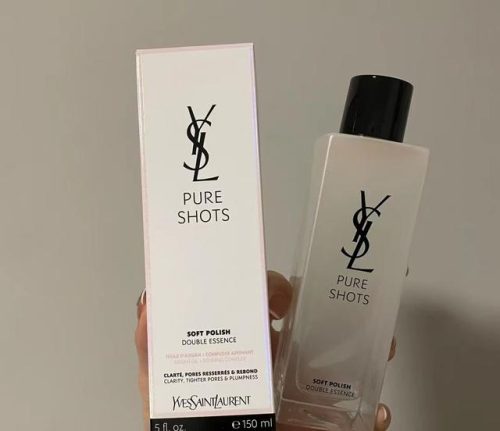 YSL
PURE
SHOTS
SOFT POLISH
DOUBLE ESSENCE
CLARTÉ, PORES RESSERRÉS & REBOND
CLARITY, TIGHTER PORES & PLUMPNESS
YVESSAINTLAURENT
5 fl. oz. e 150 ml
YSL
PURE
SHOTS
SOFT POLISH
DOUBLE ESSENCE